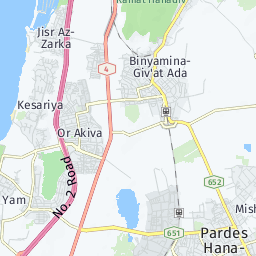 Kamat Hanadiv
Jisr Az-
Zarka
4
Binyamina-
Giv'at Ada
Kesariya
Or Akiva
No. 2 Road
652
Yam
Mish
651
Pardes
Hana-